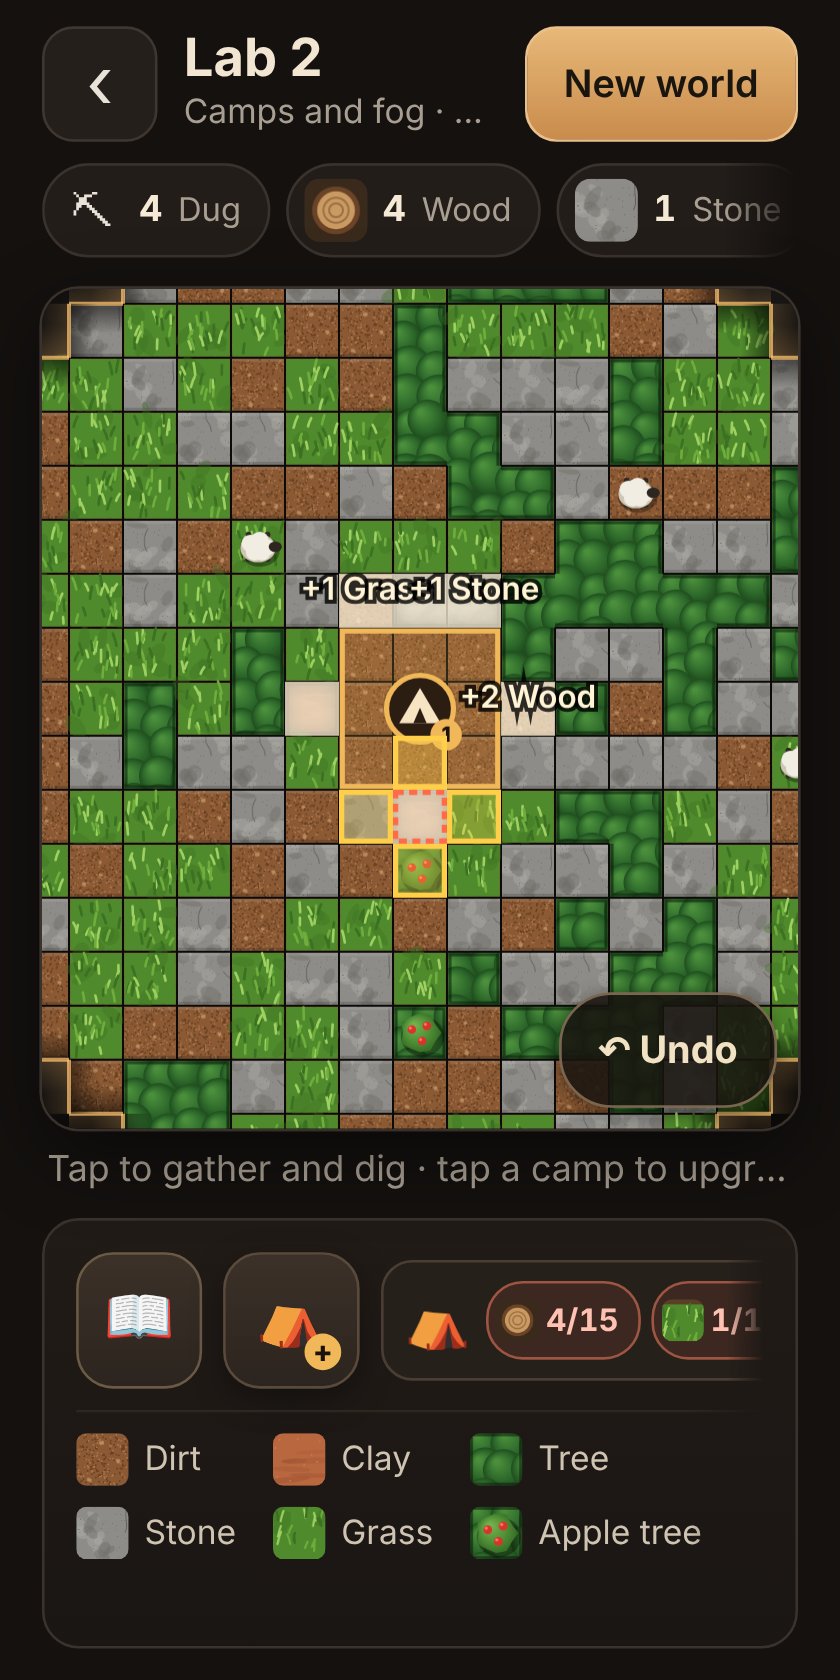 Lab 2
Camps and fog · ...
New world
4 Dug
4 Wood
1 Stone
+1 Gras
+1 Stone
+2 Wood
1
↶ Undo
Tap to gather and dig · tap a camp to upgr...
+
4/15
1/1
Dirt
Clay
Tree
Stone
Grass
Apple tree